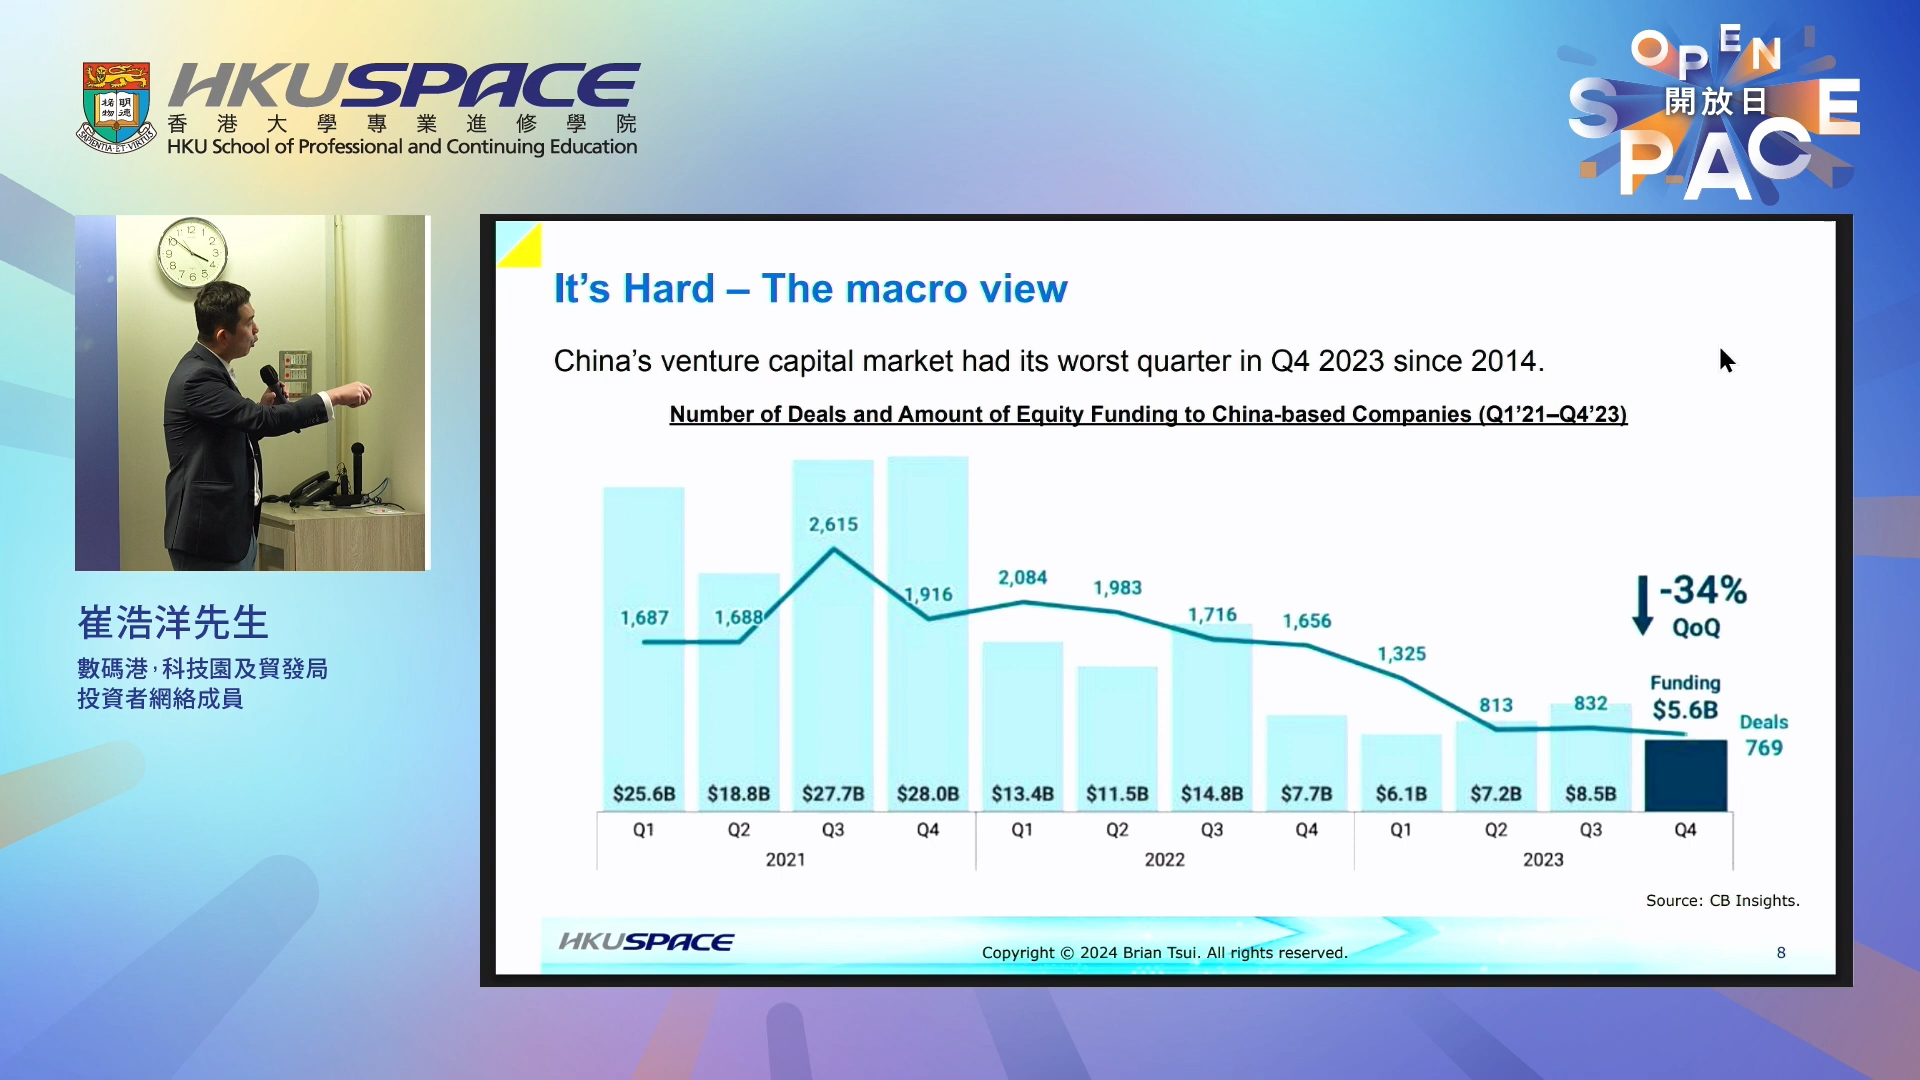 HKUSPACE
香港大學專業進修學院
HKU School of Professional and Continuing Education
OPEN
開放日
SPACE
崔浩洋先生
數碼港,科技園及貿發局
投資者網絡成員
It's Hard – The macro view
China's venture capital market had its worst quarter in Q4 2023 since 2014.
Number of Deals and Amount of Equity Funding to China-based Companies (Q1'21–Q4'23)
1,687 1,688 2,615 1,916 2,084 1,983 1,716 1,656 1,325 813 832
-34%
QoQ
Funding
$5.6B
Deals
769
$25.6B $18.8B $27.7B $28.0B $13.4B $11.5B $14.8B $7.7B $6.1B $7.2B $8.5B
Q1 Q2 Q3 Q4 Q1 Q2 Q3 Q4 Q1 Q2 Q3 Q4
2021 2022 2023
Source: CB Insights.
HKUSPACE
Copyright © 2024 Brian Tsui. All rights reserved.
8